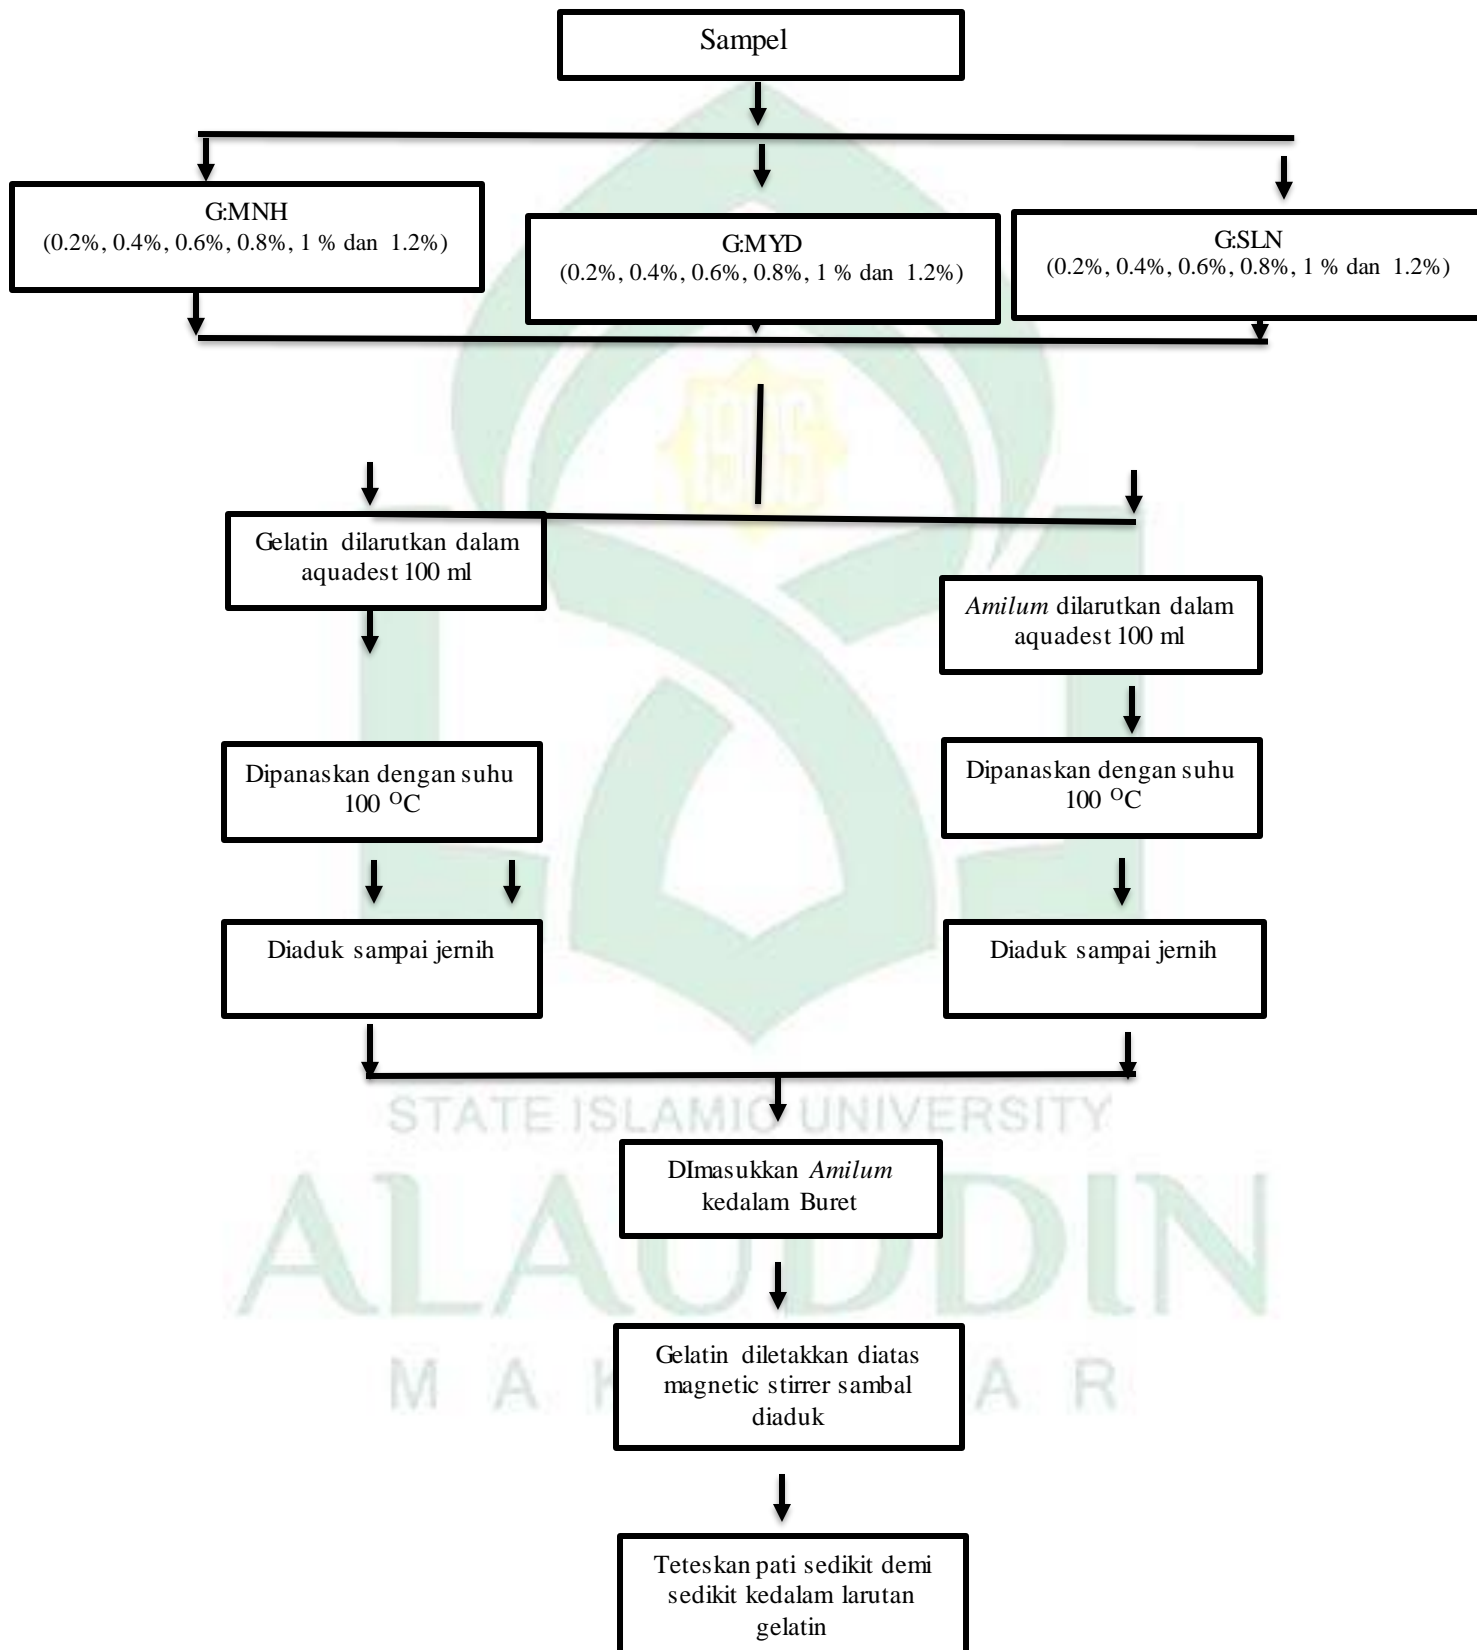 Sampel
G:MNH
(0.2%, 0.4%, 0.6%, 0.8%, 1 % dan 1.2%)
G:MYD
(0.2%, 0.4%, 0.6%, 0.8%, 1 % dan 1.2%)
G:SLN
(0.2%, 0.4%, 0.6%, 0.8%, 1 % dan 1.2%)
Gelatin dilarutkan dalam
aquadest 100 ml
Amilum dilarutkan dalam
aquadest 100 ml
Dipanaskan dengan suhu
100 ᴼC
Dipanaskan dengan suhu
100 ᴼC
Diaduk sampai jernih
Diaduk sampai jernih
STATE ISLAMIC UNIVERSITY
DImasukkan Amilum
kedalam Buret
ALAUDDIN
Gelatin diletakkan diatas
magnetic stirrer sambal
diaduk
Teteskan pati sedikit demi
sedikit kedalam larutan
gelatin